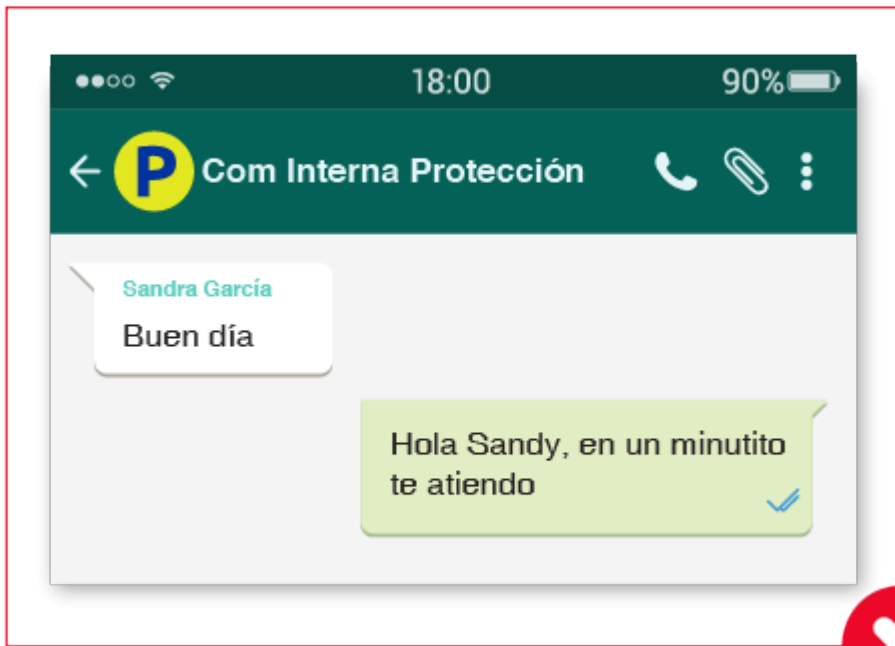 18:00
90%
P
Com Interna Protección
Sandra García
Buen día
Hola Sandy, en un minutito
te atiendo